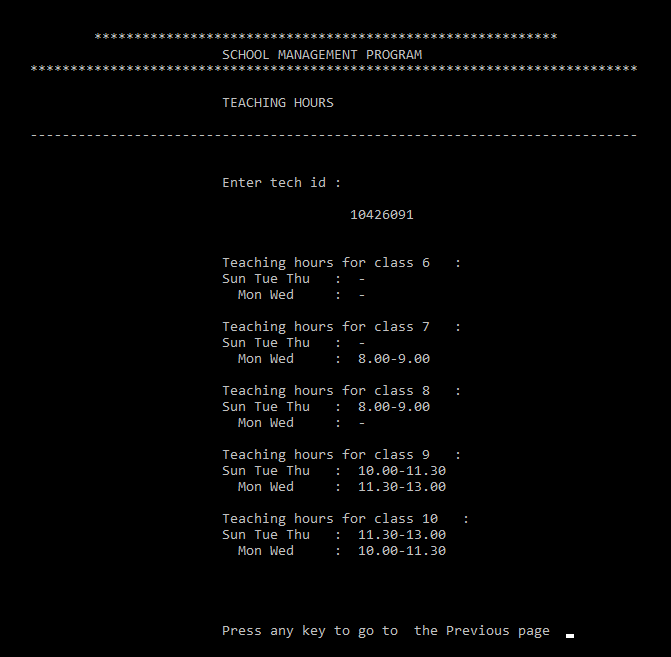 **********************************************************
SCHOOL MANAGEMENT PROGRAM
****************************************************************************
TEACHING HOURS
----------------------------------------------------------------------------
Enter tech id :
10426091
Teaching hours for class 6   :
Sun Tue Thu   :  -
Mon Wed     :  -
Teaching hours for class 7   :
Sun Tue Thu   :  -
Mon Wed     :  8.00-9.00
Teaching hours for class 8   :
Sun Tue Thu   :  8.00-9.00
Mon Wed     :  -
Teaching hours for class 9   :
Sun Tue Thu   :  10.00-11.30
Mon Wed     :  11.30-13.00
Teaching hours for class 10   :
Sun Tue Thu   :  11.30-13.00
Mon Wed     :  10.00-11.30
Press any key to go to  the Previous page